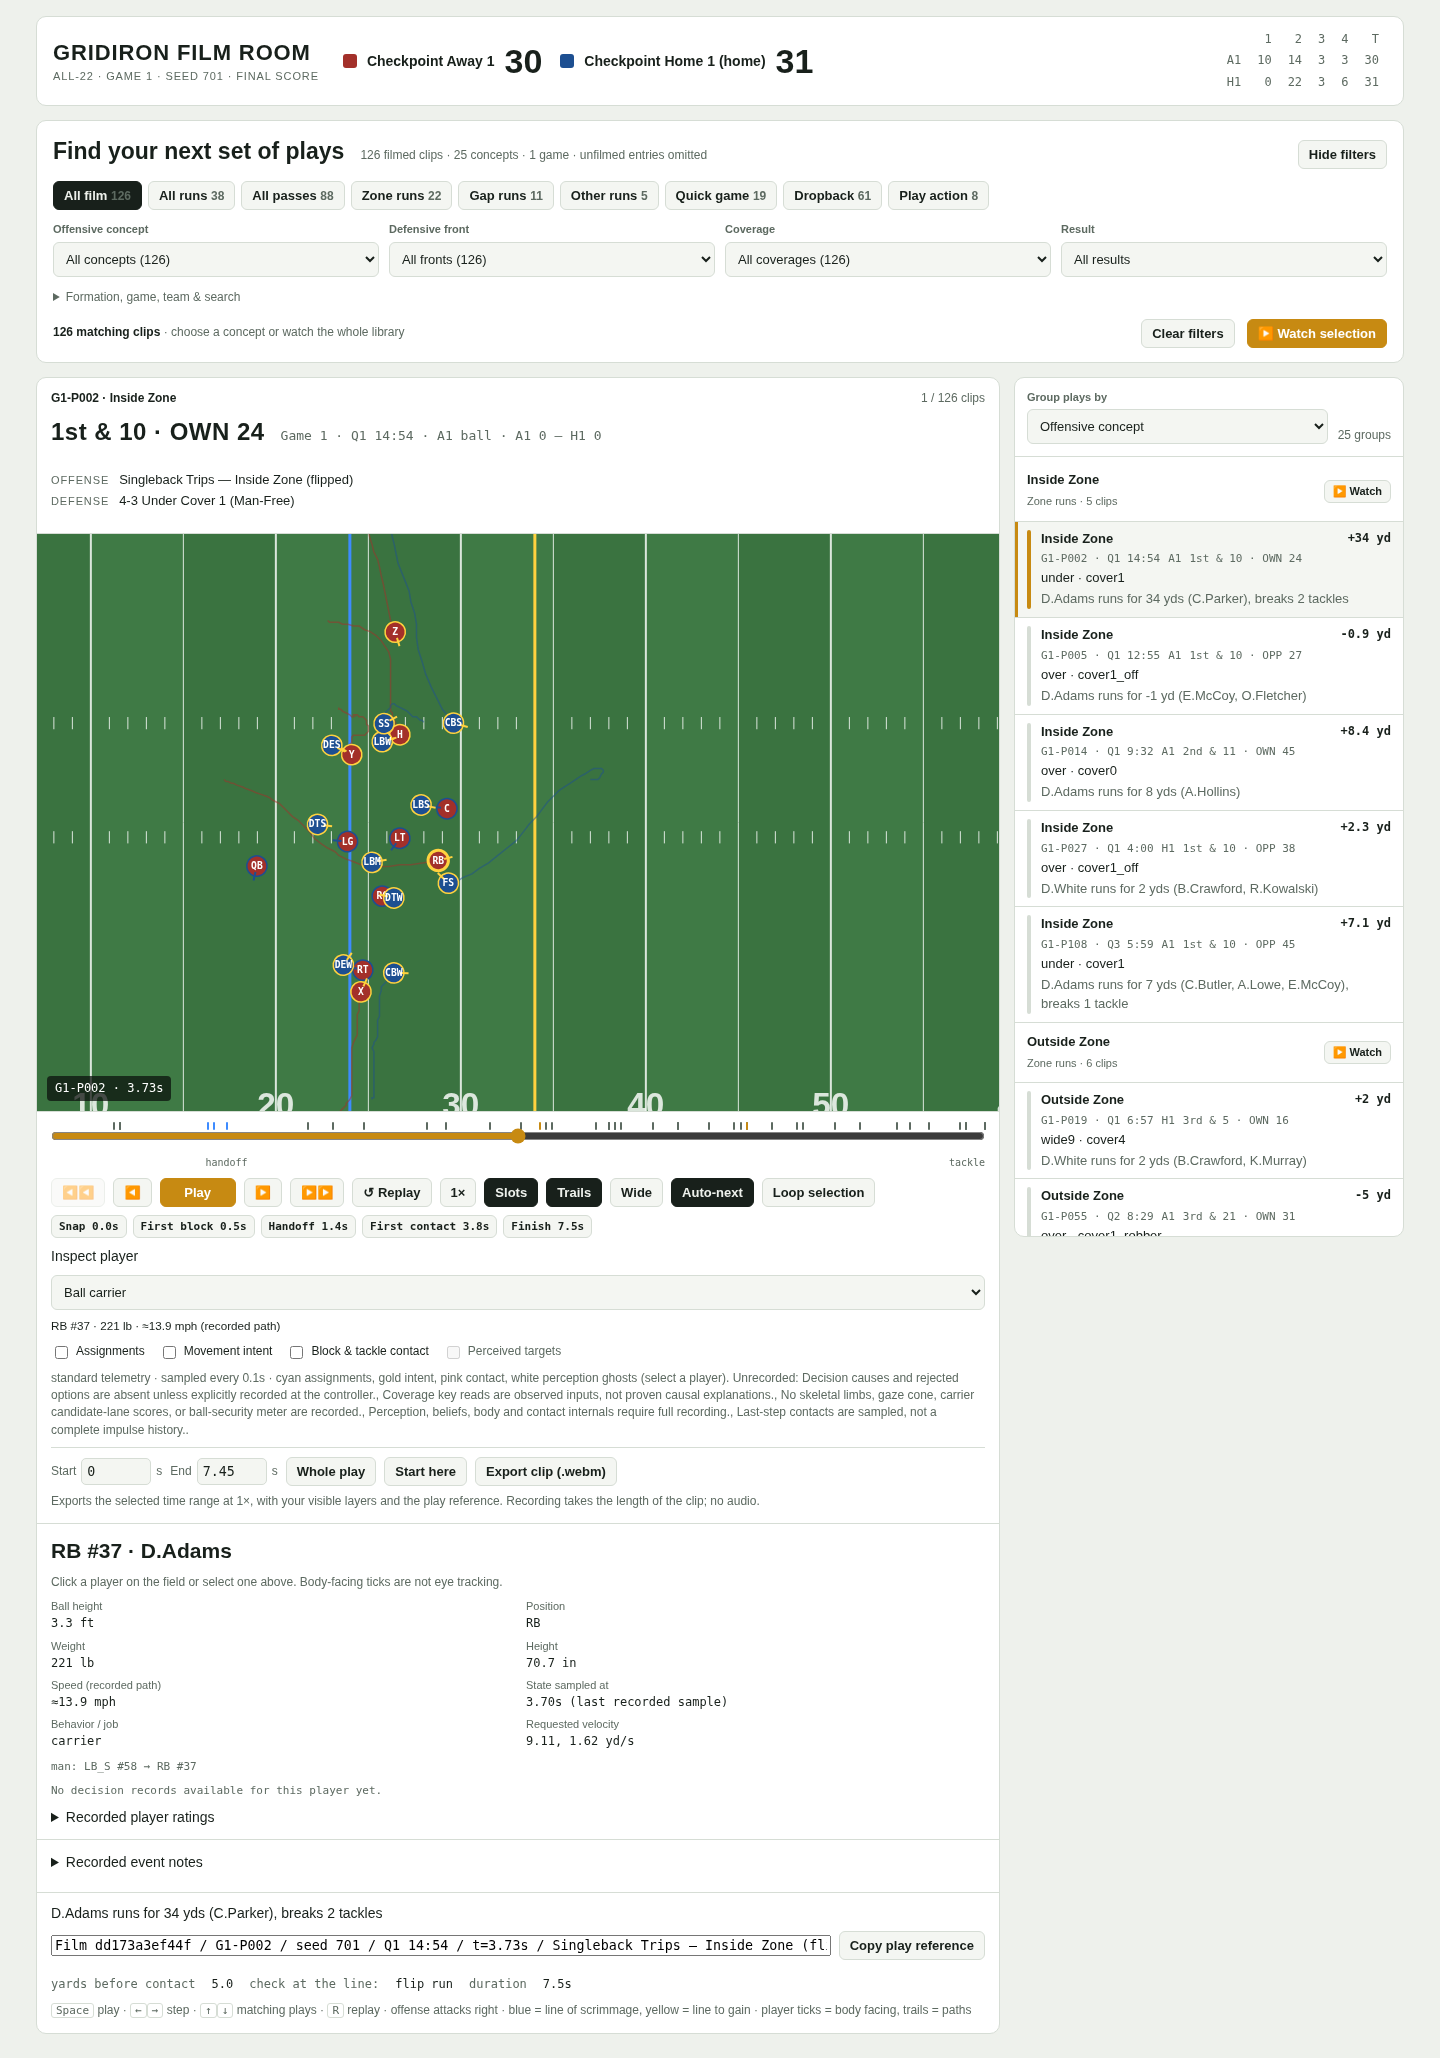 GRIDIRON FILM ROOM
ALL-22 · GAME 1 · SEED 701 · FINAL SCORE
Checkpoint Away 1 30 Checkpoint Home 1 (home) 31
1 2 3 4 T
A1 10 14 3 3 30
H1 0 22 3 6 31
Find your next set of plays 126 filmed clips · 25 concepts · 1 game · unfilmed entries omitted Hide filters
All film 126 All runs 38 All passes 88 Zone runs 22 Gap runs 11 Other runs 5 Quick game 19 Dropback 61 Play action 8
Offensive concept Defensive front Coverage Result
All concepts (126) All fronts (126) All coverages (126) All results
Formation, game, team & search
126 matching clips · choose a concept or watch the whole library Clear filters Watch selection
G1-P002 · Inside Zone 1 / 126 clips
1st & 10 · OWN 24 Game 1 · Q1 14:54 · A1 ball · A1 0 — H1 0
OFFENSE Singleback Trips — Inside Zone (flipped)
DEFENSE 4-3 Under Cover 1 (Man-Free)
Z
SS CBS
H
LBW
DES
Y
LBS C
DTS
LT
LG
RB
LBM
QB
FS
DTW
DEW RT CBW
X
G1-P002 · 3.73s
10 20 30 40 50
handoff tackle
Play ↺ Replay 1× Slots Trails Wide Auto-next Loop selection
Snap 0.0s First block 0.5s Handoff 1.4s First contact 3.8s Finish 7.5s
Inspect player
Ball carrier
RB #37 · 221 lb · ≈13.9 mph (recorded path)
Assignments Movement intent Block & tackle contact Perceived targets
standard telemetry · sampled every 0.1s · cyan assignments, gold intent, pink contact, white perception ghosts (select a player). Unrecorded: Decision causes and rejected
options are absent unless explicitly recorded at the controller., Coverage key reads are observed inputs, not proven causal explanations., No skeletal limbs, gaze cone, carrier
candidate-lane scores, or ball-security meter are recorded., Perception, beliefs, body and contact internals require full recording., Last-step contacts are sampled, not a
complete impulse history..
Start 0 s End 7.45 s Whole play Start here Export clip (.webm)
Exports the selected time range at 1×, with your visible layers and the play reference. Recording takes the length of the clip; no audio.
RB #37 · D.Adams
Click a player on the field or select one above. Body-facing ticks are not eye tracking.
Ball height Position
3.3 ft RB
Weight Height
221 lb 70.7 in
Speed (recorded path) State sampled at
≈13.9 mph 3.70s (last recorded sample)
Behavior / job Requested velocity
carrier 9.11, 1.62 yd/s
man: LB_S #58 → RB #37
No decision records available for this player yet.
Recorded player ratings
Recorded event notes
D.Adams runs for 34 yds (C.Parker), breaks 2 tackles
Film dd173a3ef44f / G1-P002 / seed 701 / Q1 14:54 / t=3.73s / Singleback Trips — Inside Zone (fl Copy play reference
yards before contact 5.0 check at the line: flip run duration 7.5s
Space play · ← → step · ↑ ↓ matching plays · R replay · offense attacks right · blue = line of scrimmage, yellow = line to gain · player ticks = body facing, trails = paths
Group plays by
Offensive concept 25 groups
Inside Zone
Zone runs · 5 clips Watch
Inside Zone +34 yd
G1-P002 · Q1 14:54 A1 1st & 10 · OWN 24
under · cover1
D.Adams runs for 34 yds (C.Parker), breaks 2 tackles
Inside Zone -0.9 yd
G1-P005 · Q1 12:55 A1 1st & 10 · OPP 27
over · cover1_off
D.Adams runs for -1 yd (E.McCoy, O.Fletcher)
Inside Zone +8.4 yd
G1-P014 · Q1 9:32 A1 2nd & 11 · OWN 45
over · cover0
D.Adams runs for 8 yds (A.Hollins)
Inside Zone +2.3 yd
G1-P027 · Q1 4:00 H1 1st & 10 · OPP 38
over · cover1_off
D.White runs for 2 yds (B.Crawford, R.Kowalski)
Inside Zone +7.1 yd
G1-P108 · Q3 5:59 A1 1st & 10 · OPP 45
under · cover1
D.Adams runs for 7 yds (C.Butler, A.Lowe, E.McCoy),
breaks 1 tackle
Outside Zone
Zone runs · 6 clips Watch
Outside Zone +2 yd
G1-P019 · Q1 6:57 H1 3rd & 5 · OWN 16
wide9 · cover4
D.White runs for 2 yds (B.Crawford, K.Murray)
Outside Zone -5 yd
G1-P055 · Q2 8:29 A1 3rd & 21 · OWN 31
over · cover1_robber